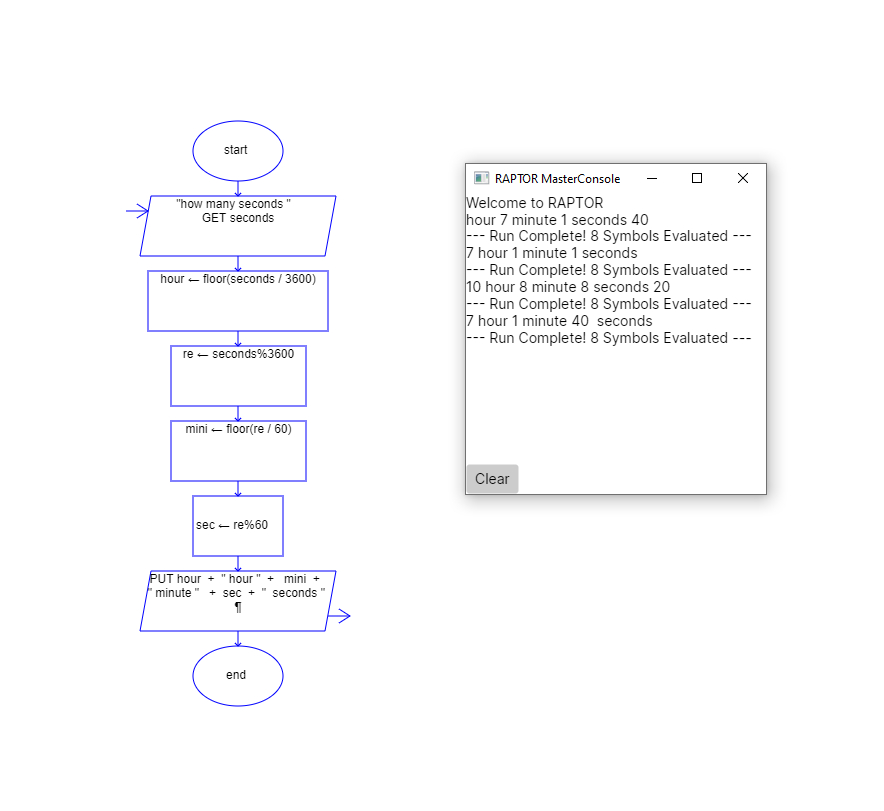 start
"how many seconds "
GET seconds
hour ← floor(seconds / 3600)
re ← seconds%3600
mini ← floor(re / 60)
sec ← re%60
PUT hour + " hour " + mini +
" minute " + sec + " seconds "
¶
end
RAPTOR MasterConsole
Welcome to RAPTOR
hour 7 minute 1 seconds 40
--- Run Complete! 8 Symbols Evaluated ---
7 hour 1 minute 1 seconds
--- Run Complete! 8 Symbols Evaluated ---
10 hour 8 minute 8 seconds 20
--- Run Complete! 8 Symbols Evaluated ---
7 hour 1 minute 40  seconds
--- Run Complete! 8 Symbols Evaluated ---
Clear